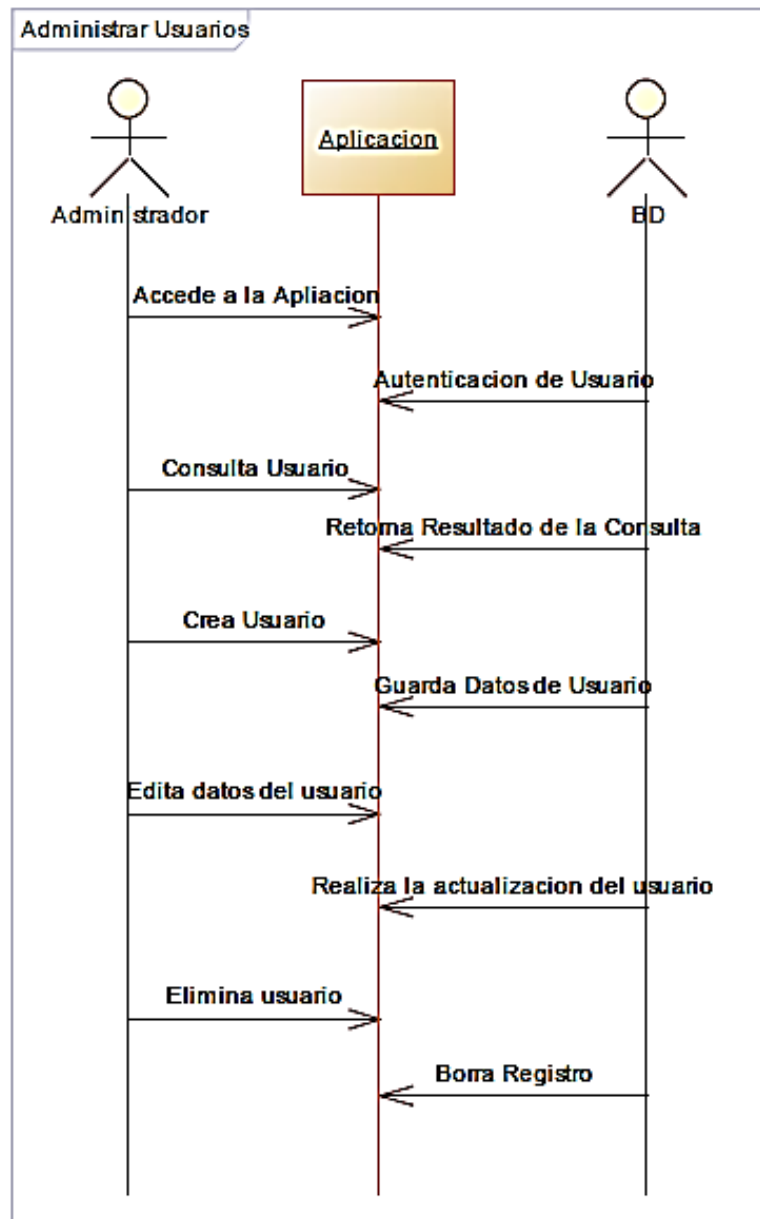 Administrar Usuarios
Aplicacion
Administrador
BD
Accede a la Apliacion
Autenticacion de Usuario
Consulta Usuario
Retorna Resultado de la Consulta
Crea Usuario
Guarda Datos de Usuario
Edita datos del usuario
Realiza la actualizacion del usuario
Elimina usuario
Borra Registro